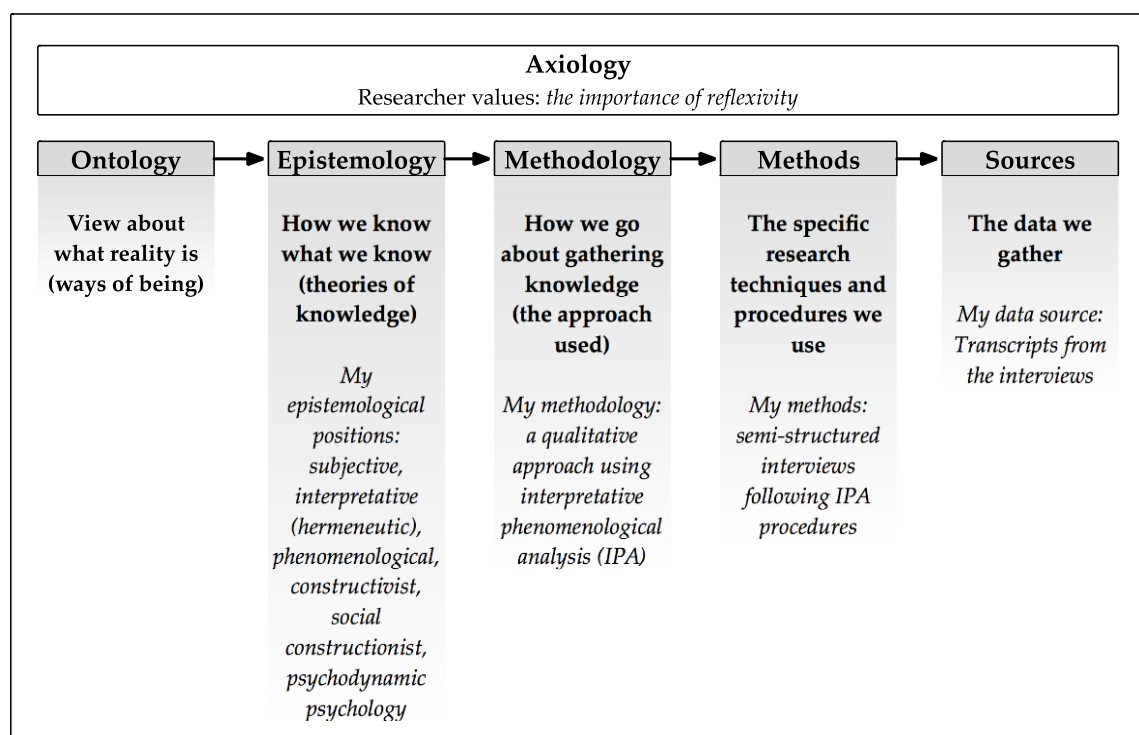 Axiology
Researcher values: the importance of reflexivity
Ontology
Epistemology
Methodology
Methods
Sources
View about
what reality is
(ways of being)
How we know
what we know
(theories of
knowledge)
My
epistemological
positions:
subjective,
interpretative
(hermeneutic),
phenomenological,
constructivist,
social
constructionist,
psychodynamic
psychology
How we go
about gathering
knowledge
(the approach
used)
My methodology:
a qualitative
approach using
interpretative
phenomenological
analysis (IPA)
The specific
research
techniques and
procedures we
use
My methods:
semi-structured
interviews
following IPA
procedures
The data we
gather
My data source:
Transcripts from
the interviews